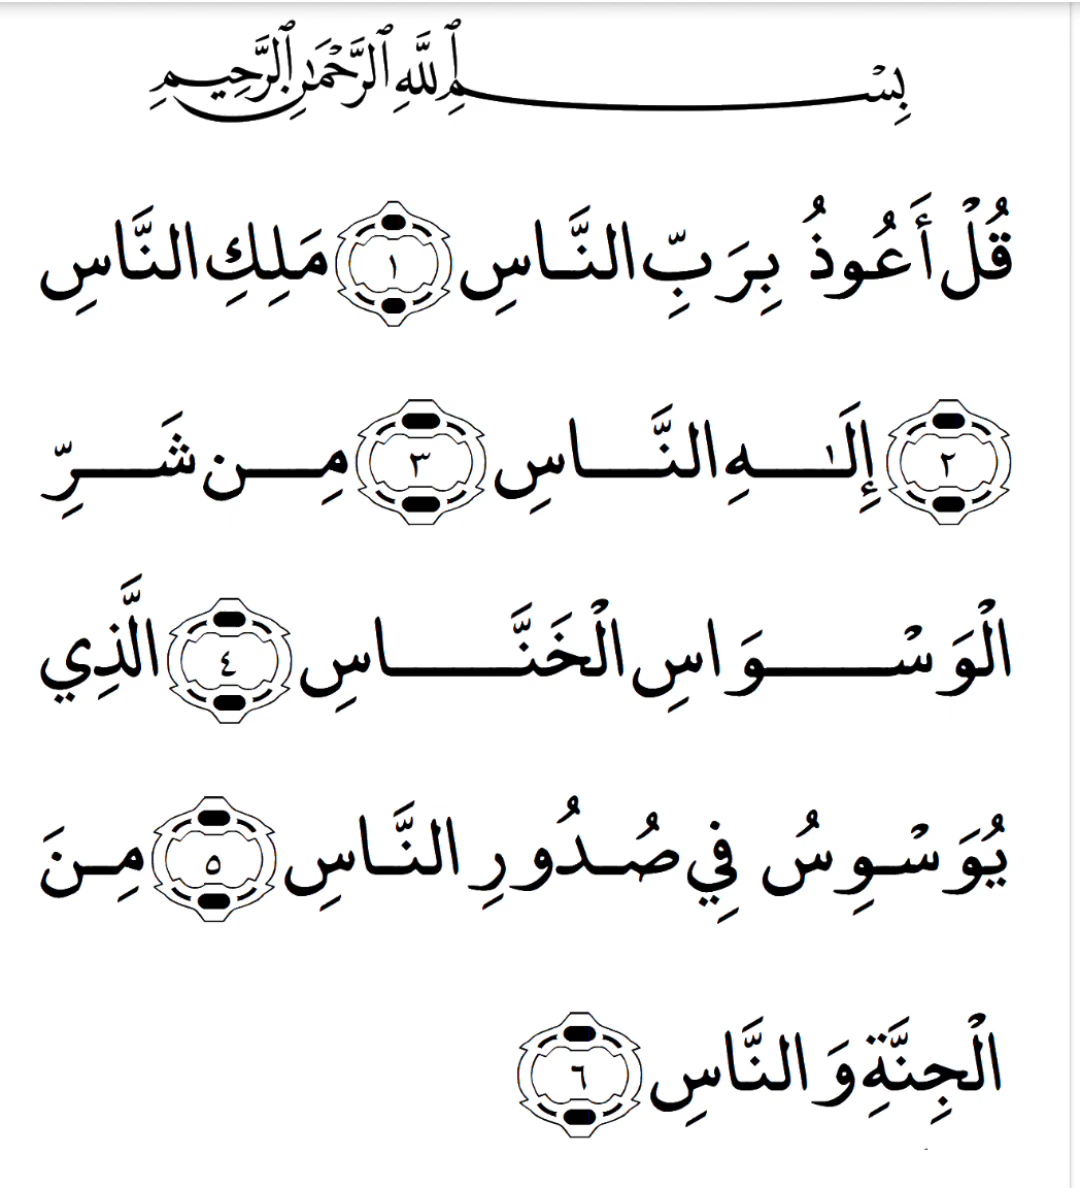 بِسْمِ ٱللَّهِ ٱلرَّحْمَٰنِ ٱلرَّحِيمِ
قُلْ أَعُوذُ بِرَبِّ النَّاسِ ١ مَلِكِ النَّاسِ
٢ إِلَٰهِ النَّاسِ ٣ مِن شَرِّ
الْوَسْوَاسِ الْخَنَّاسِ ٤ الَّذِي
يُوَسْوِسُ فِي صُدُورِ النَّاسِ ٥ مِنَ
الْجِنَّةِ وَالنَّاسِ ٦